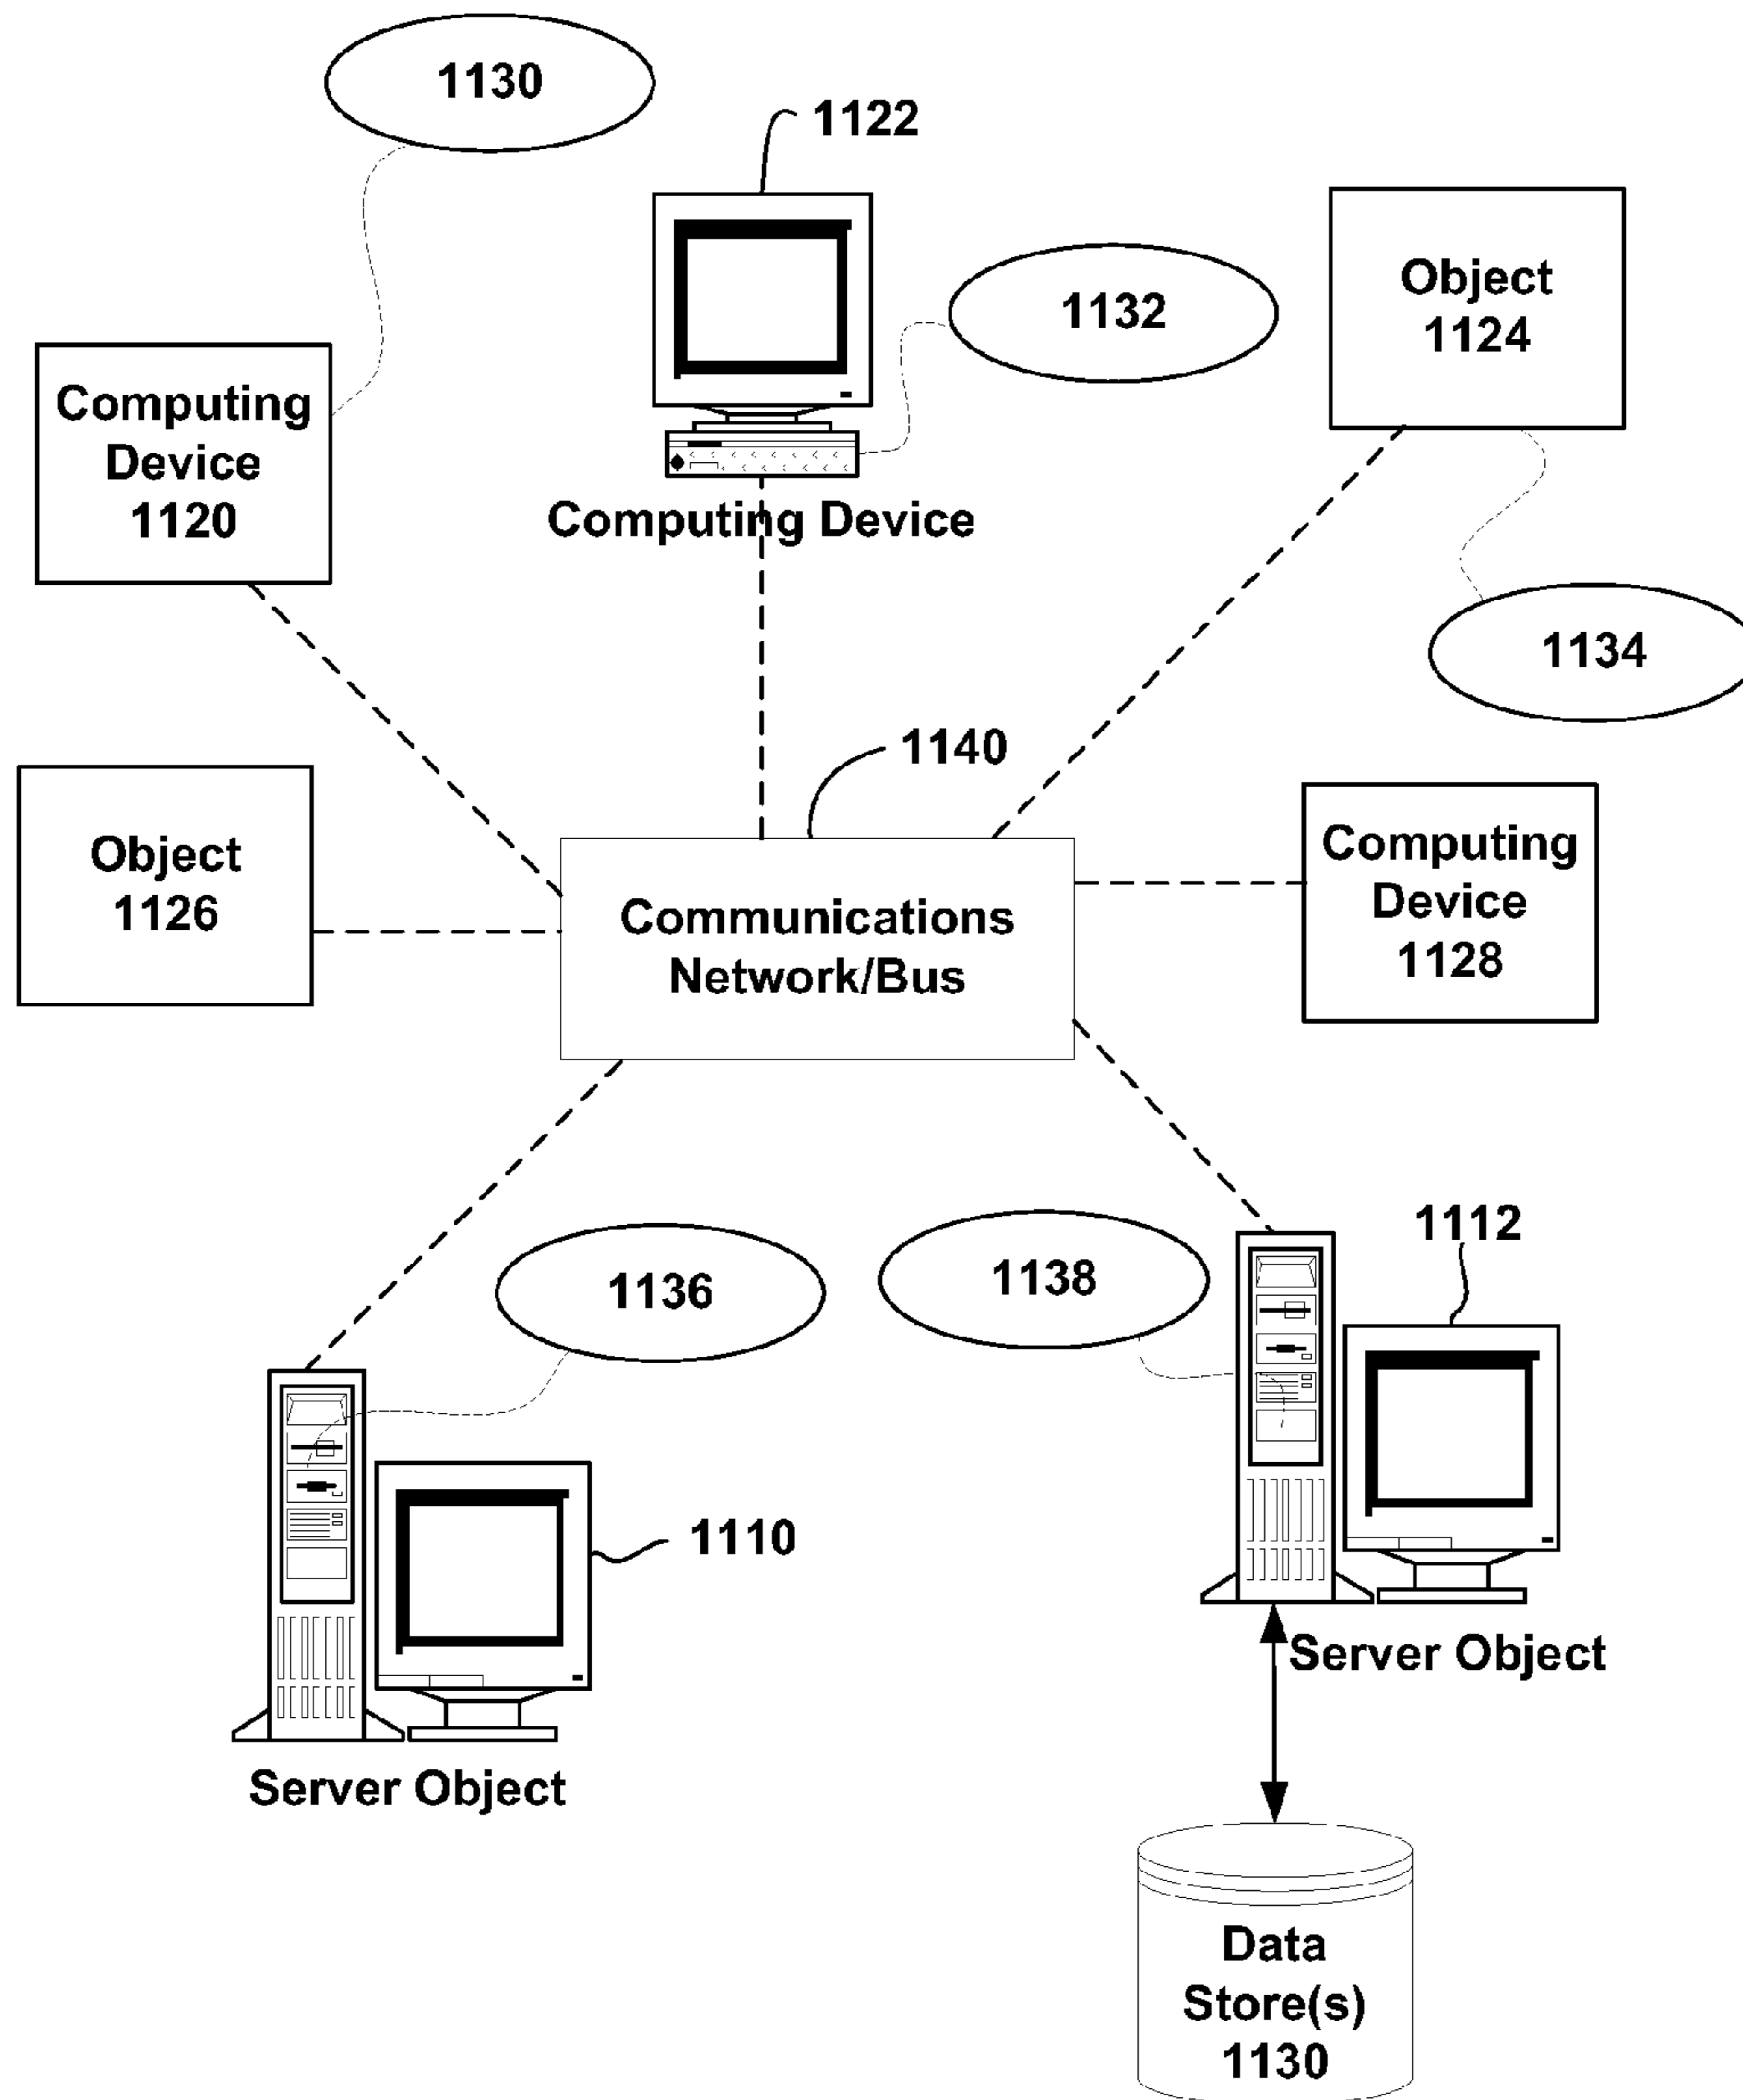 1130
1122
1132
Object
1124
Computing
Device
1120
Computing Device
1134
1140
Object
1126
Communications
Network/Bus
Computing
Device
1128
1136
1138
1112
1110
Server Object
Server Object
Data
Store(s)
1130